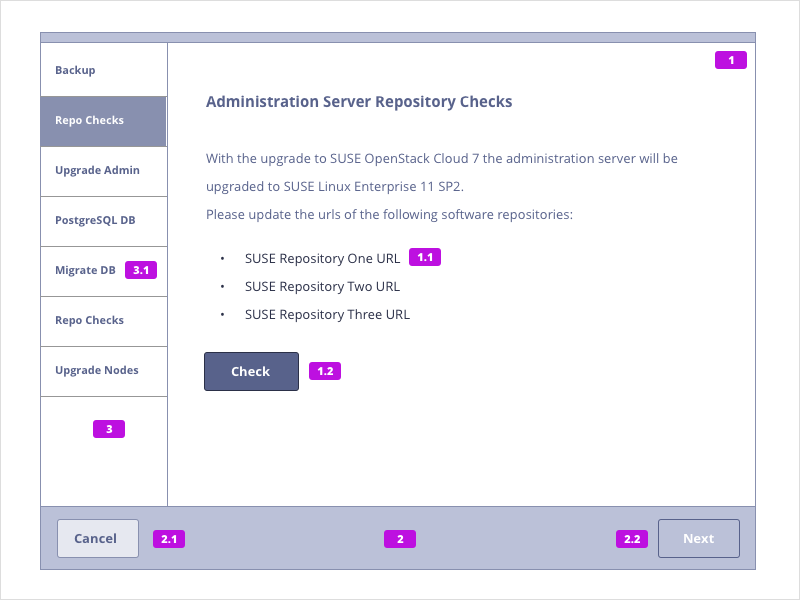 Backup
Repo Checks
Upgrade Admin
PostgreSQL DB
Migrate DB 3.1
Repo Checks
Upgrade Nodes
3
1
Administration Server Repository Checks
With the upgrade to SUSE OpenStack Cloud 7 the administration server will be
upgraded to SUSE Linux Enterprise 11 SP2.
Please update the urls of the following software repositories:
• SUSE Repository One URL 1.1
• SUSE Repository Two URL
• SUSE Repository Three URL
Check 1.2
Cancel 2.1 2 2.2 Next